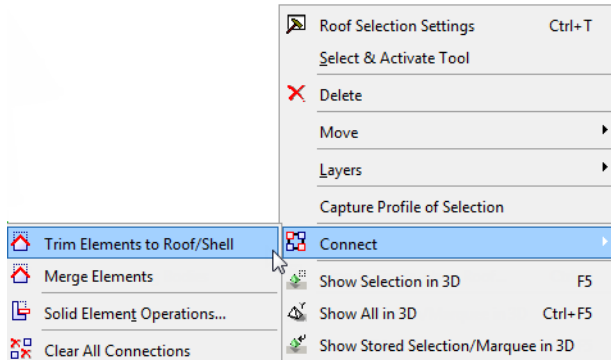 Roof Selection Settings Ctrl+T
Select & Activate Tool
Delete
Move
Layers
Capture Profile of Selection
Connect
Show Selection in 3D F5
Show All in 3D Ctrl+F5
Show Stored Selection/Marquee in 3D
Trim Elements to Roof/Shell
Merge Elements
Solid Element Operations...
Clear All Connections